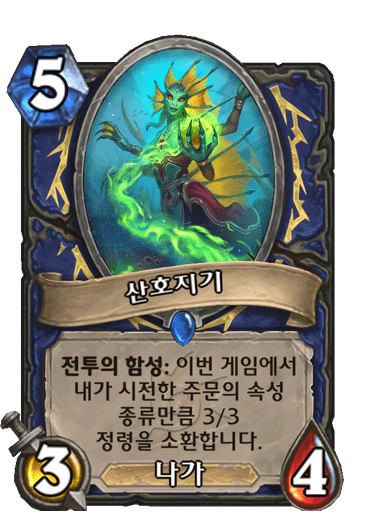 5
산호지기
전투의 함성: 이번 게임에서
내가 시전한 주문의 속성
종류만큼 3/3
정령을 소환합니다.
3
나가
4